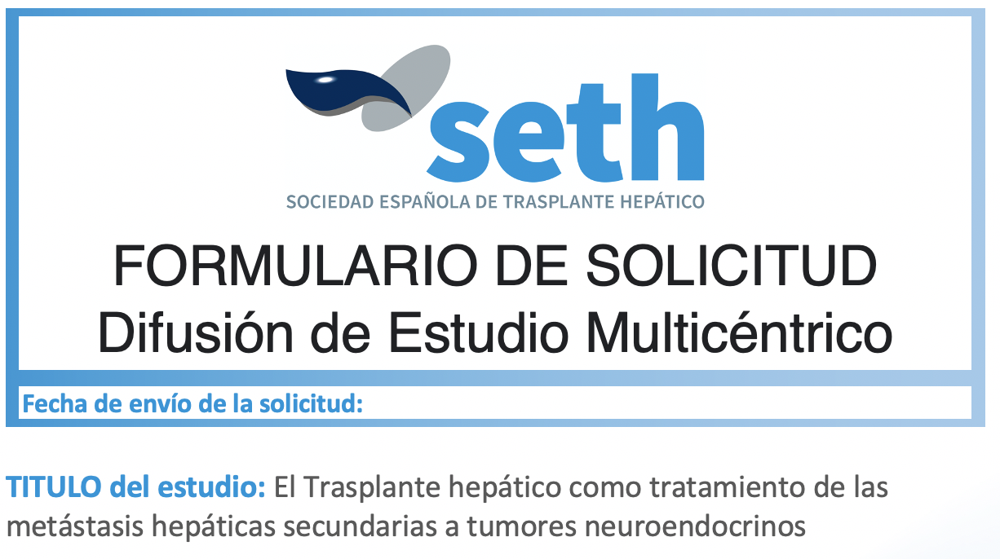 seth
SOCIEDAD ESPAÑOLA DE TRASPLANTE HEPÁTICO
FORMULARIO DE SOLICITUD
Difusión de Estudio Multicéntrico
Fecha de envío de la solicitud:
TITULO del estudio: El Trasplante hepático como tratamiento de las
metástasis hepáticas secundarias a tumores neuroendocrinos